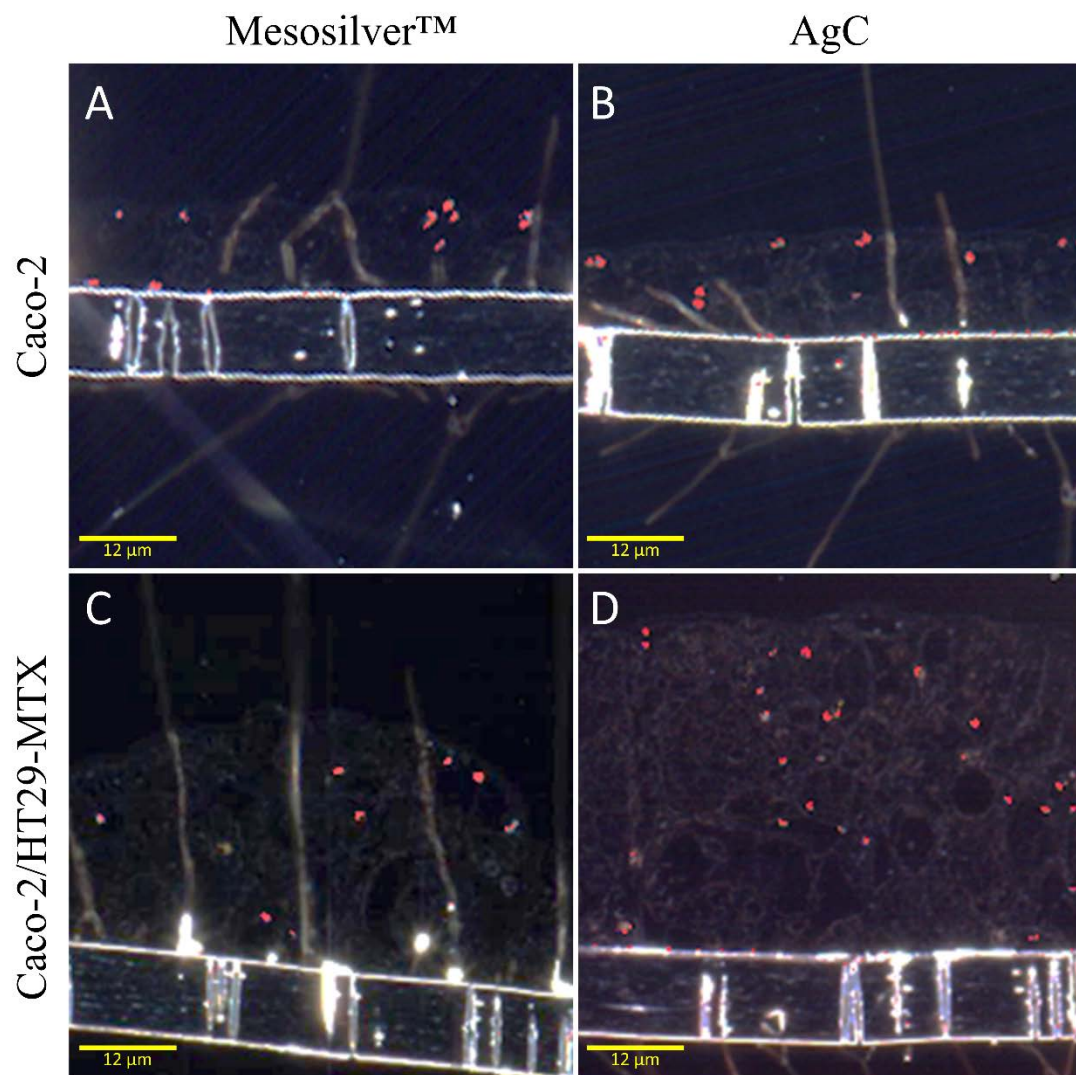 Mesosilver™
AgC
Caco-2
A
B
12 µm
12 µm
Caco-2/HT29-MTX
C
D
12 µm
12 µm